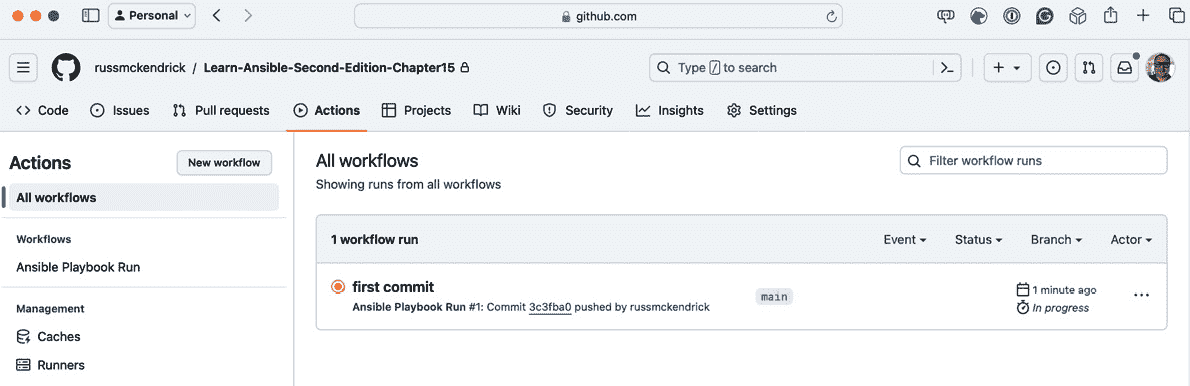 Personal
github.com
russmckendrick / Learn-Ansible-Second-Edition-Chapter15
Type / to search
Code Issues Pull requests Actions Projects Wiki Security Insights Settings
Actions
New workflow
All workflows
Workflows
Ansible Playbook Run
Management
Caches
Runners
All workflows
Showing runs from all workflows
Filter workflow runs
1 workflow run
Event Status Branch Actor
first commit
Ansible Playbook Run #1: Commit 3c3fba0 pushed by russmckendrick
main
1 minute ago
In progress